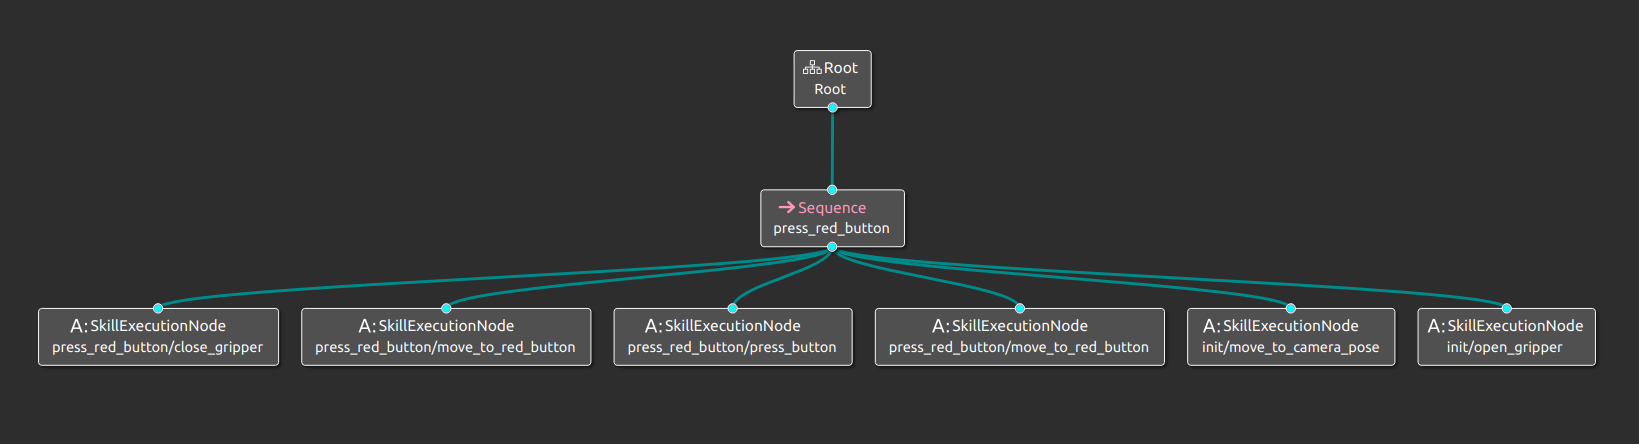 Root
Root
Sequence
press_red_button
A:SkillExecutionNode
press_red_button/close_gripper
A:SkillExecutionNode
press_red_button/move_to_red_button
A:SkillExecutionNode
press_red_button/press_button
A:SkillExecutionNode
press_red_button/move_to_red_button
A:SkillExecutionNode
init/move_to_camera_pose
A:SkillExecutionNode
init/open_gripper